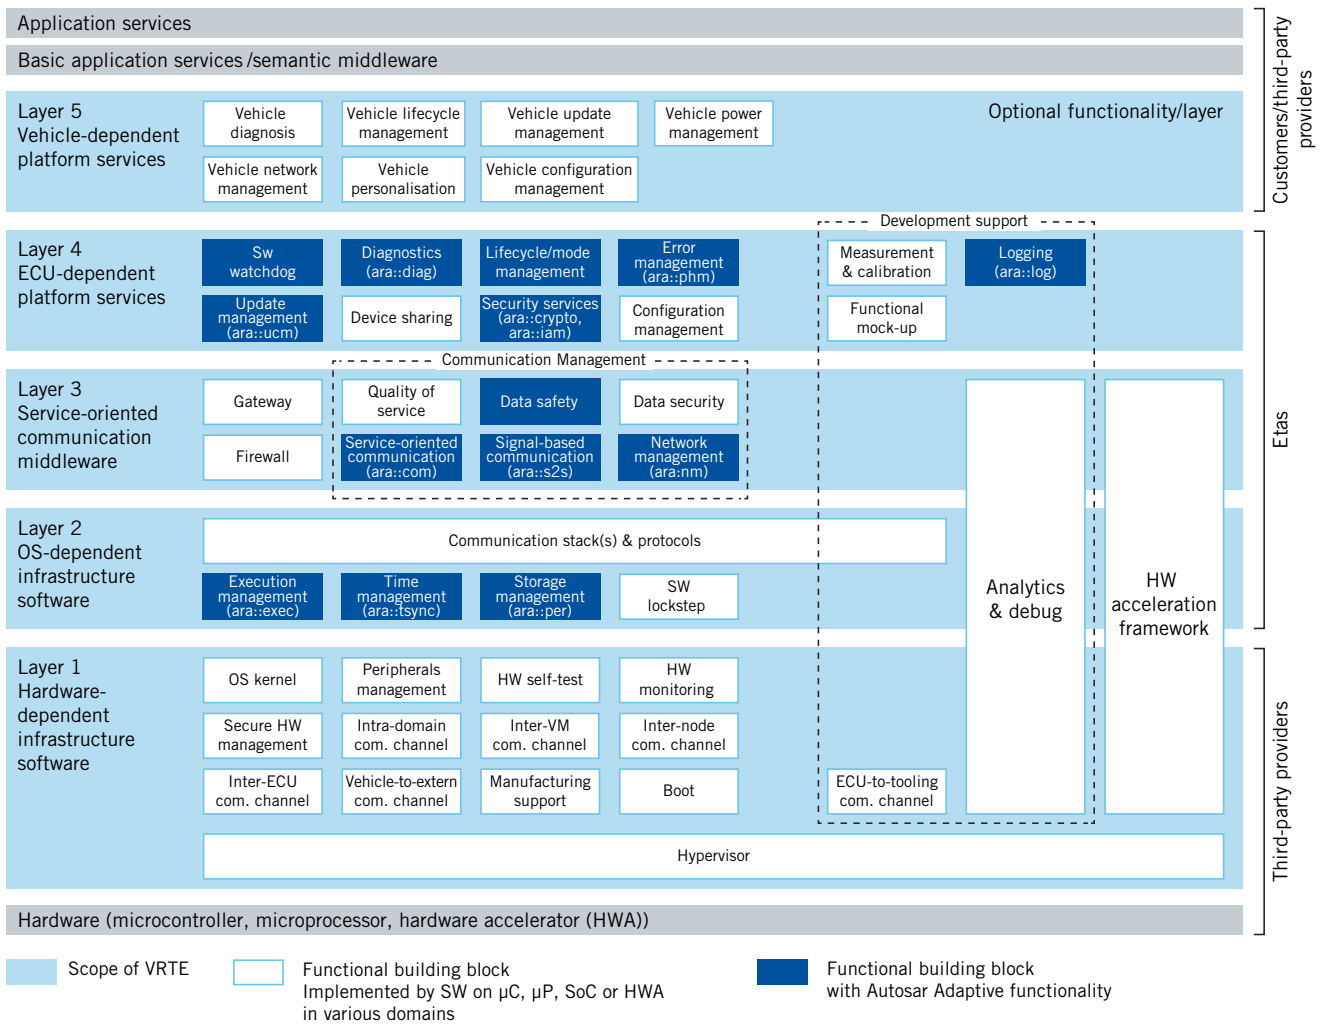 Application services
Basic application services/semantic middleware
Layer 5
Vehicle-dependent
platform services
Vehicle
diagnosis
Vehicle lifecycle
management
Vehicle update
management
Vehicle power
management
Optional functionality/layer
Vehicle network
management
Vehicle
personalisation
Vehicle configuration
management
Customers/third-party
providers
Development support
Layer 4
ECU-dependent
platform services
Sw
watchdog
Diagnostics
(ara::diag)
Lifecycle/mode
management
Error
management
(ara::phm)
Measurement
& calibration
Logging
(ara::log)
Update
management
(ara::ucm)
Device sharing
Security services
(ara::crypto,
ara::iam)
Configuration
management
Functional
mock-up
Communication Management
Layer 3
Service-oriented
communication
middleware
Gateway
Quality of
service
Data safety
Data security
Firewall
Service-oriented
communication
(ara::com)
Signal-based
communication
(ara::s2s)
Network
management
(ara:nm)
Etas
Layer 2
OS-dependent
infrastructure
software
Communication stack(s) & protocols
Execution
management
(ara::exec)
Time
management
(ara::tsync)
Storage
management
(ara::per)
SW
lockstep
Analytics
& debug
HW
acceleration
framework
Layer 1
Hardware-
dependent
infrastructure
software
OS kernel
Peripherals
management
HW self-test
HW
monitoring
Secure HW
management
Intra-domain
com. channel
Inter-VM
com. channel
Inter-node
com. channel
Inter-ECU
com. channel
Vehicle-to-extern
com. channel
Manufacturing
support
Boot
ECU-to-tooling
com. channel
Hypervisor
Third-party providers
Hardware (microcontroller, microprocessor, hardware accelerator (HWA))
Scope of VRTE
Functional building block
Implemented by SW on μC, μP, SoC or HWA
in various domains
Functional building block
with Autosar Adaptive functionality